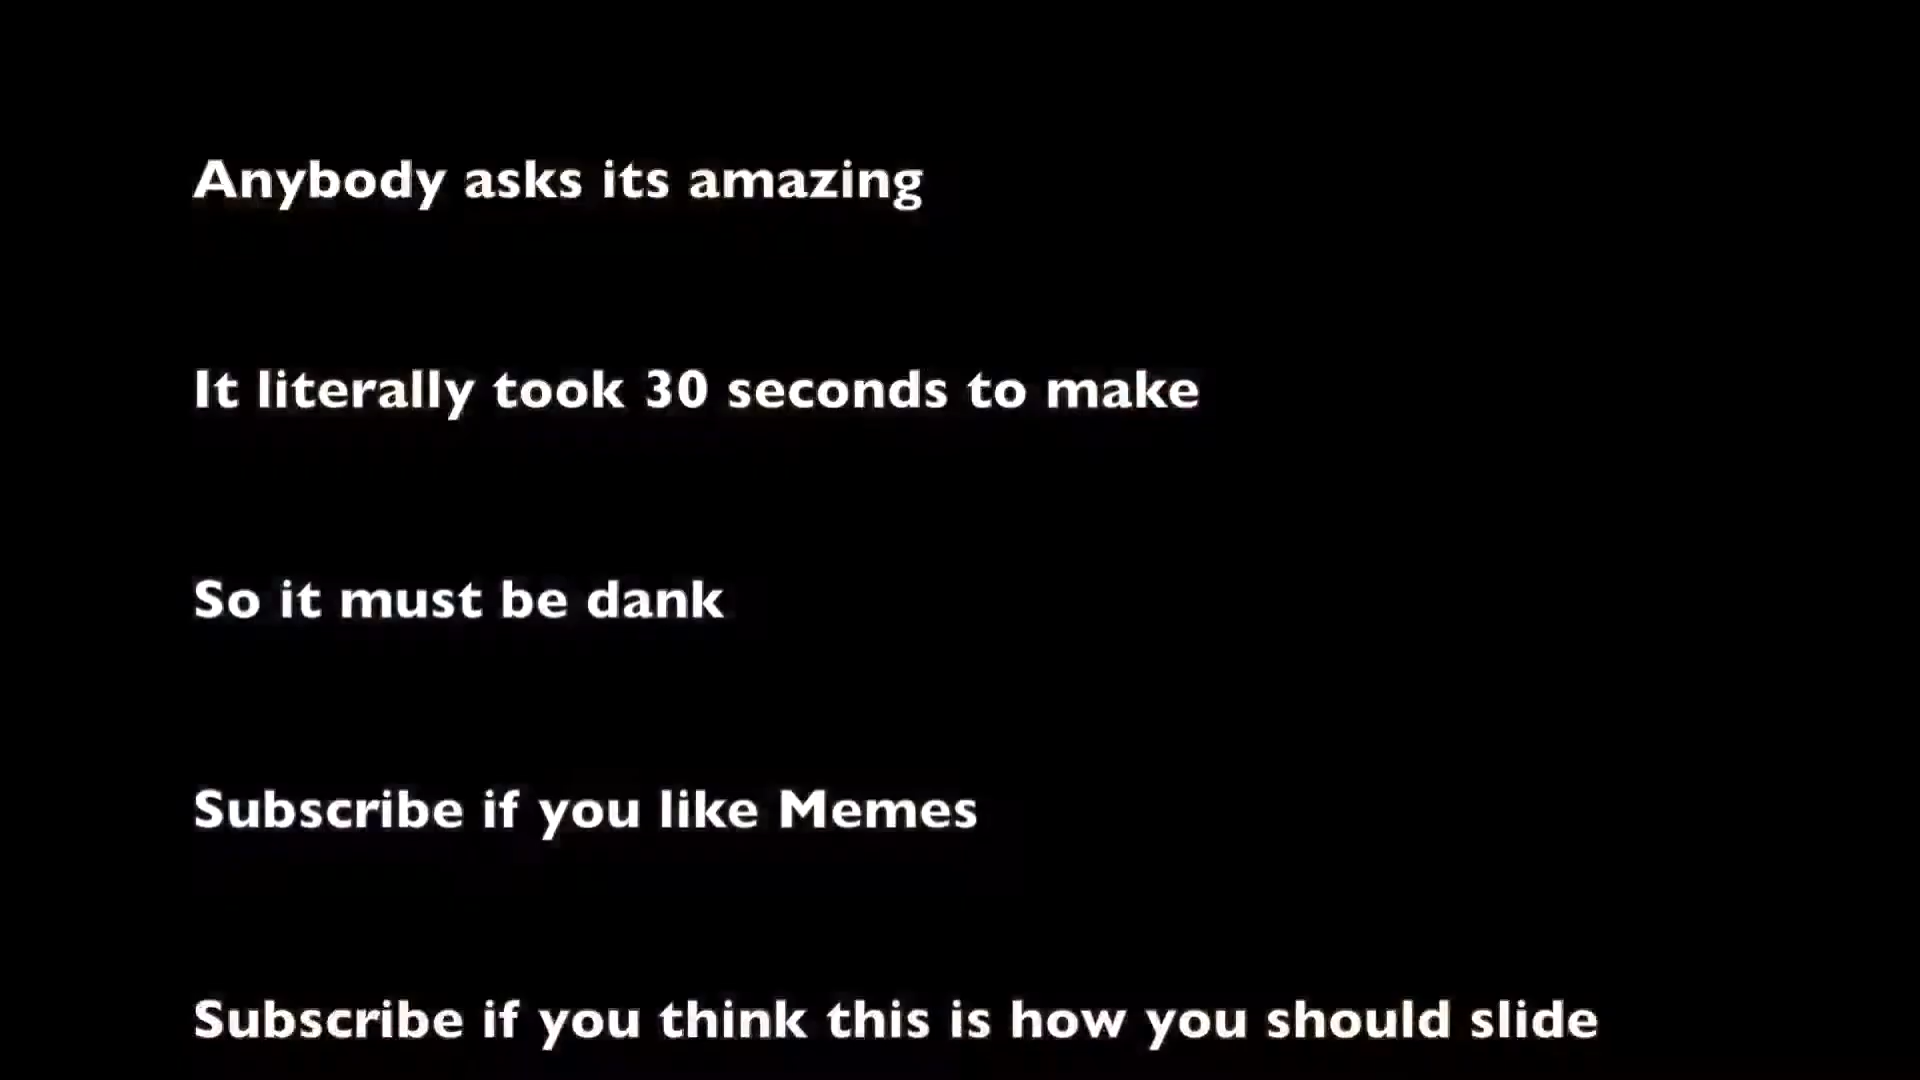 Anybody asks its amazing
It literally took 30 seconds to make
So it must be dank
Subscribe if you like Memes
Subscribe if you think this is how you should slide